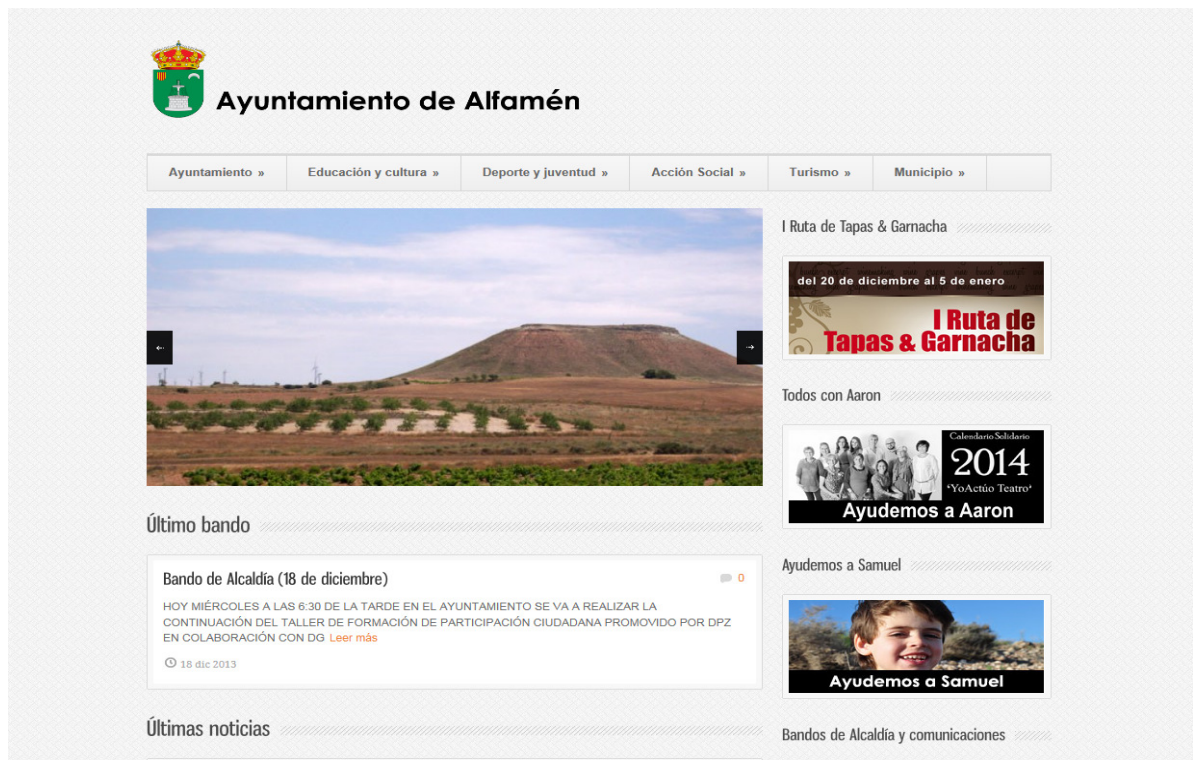 Ayuntamiento de Alfamén
Ayuntamiento »
Educación y cultura »
Deporte y juventud »
Acción Social »
Turismo »
Municipio »
Último bando
Bando de Alcaldía (18 de diciembre)
0
HOY MIÉRCOLES A LAS 6:30 DE LA TARDE EN EL AYUNTAMIENTO SE VA A REALIZAR LA
CONTINUACIÓN DEL TALLER DE FORMACIÓN DE PARTICIPACIÓN CIUDADANA PROMOVIDO POR DPZ
EN COLABORACIÓN CON DG Leer más
18 dic 2013
Últimas noticias
I Ruta de Tapas & Garnacha
del 20 de diciembre al 5 de enero
I Ruta de
Tapas & Garnacha
Todos con Aaron
Calendario Solidario
2014
"YoActúo Teatro"
Ayudemos a Aaron
Ayudemos a Samuel
Ayudemos a Samuel
Bandos de Alcaldía y comunicaciones